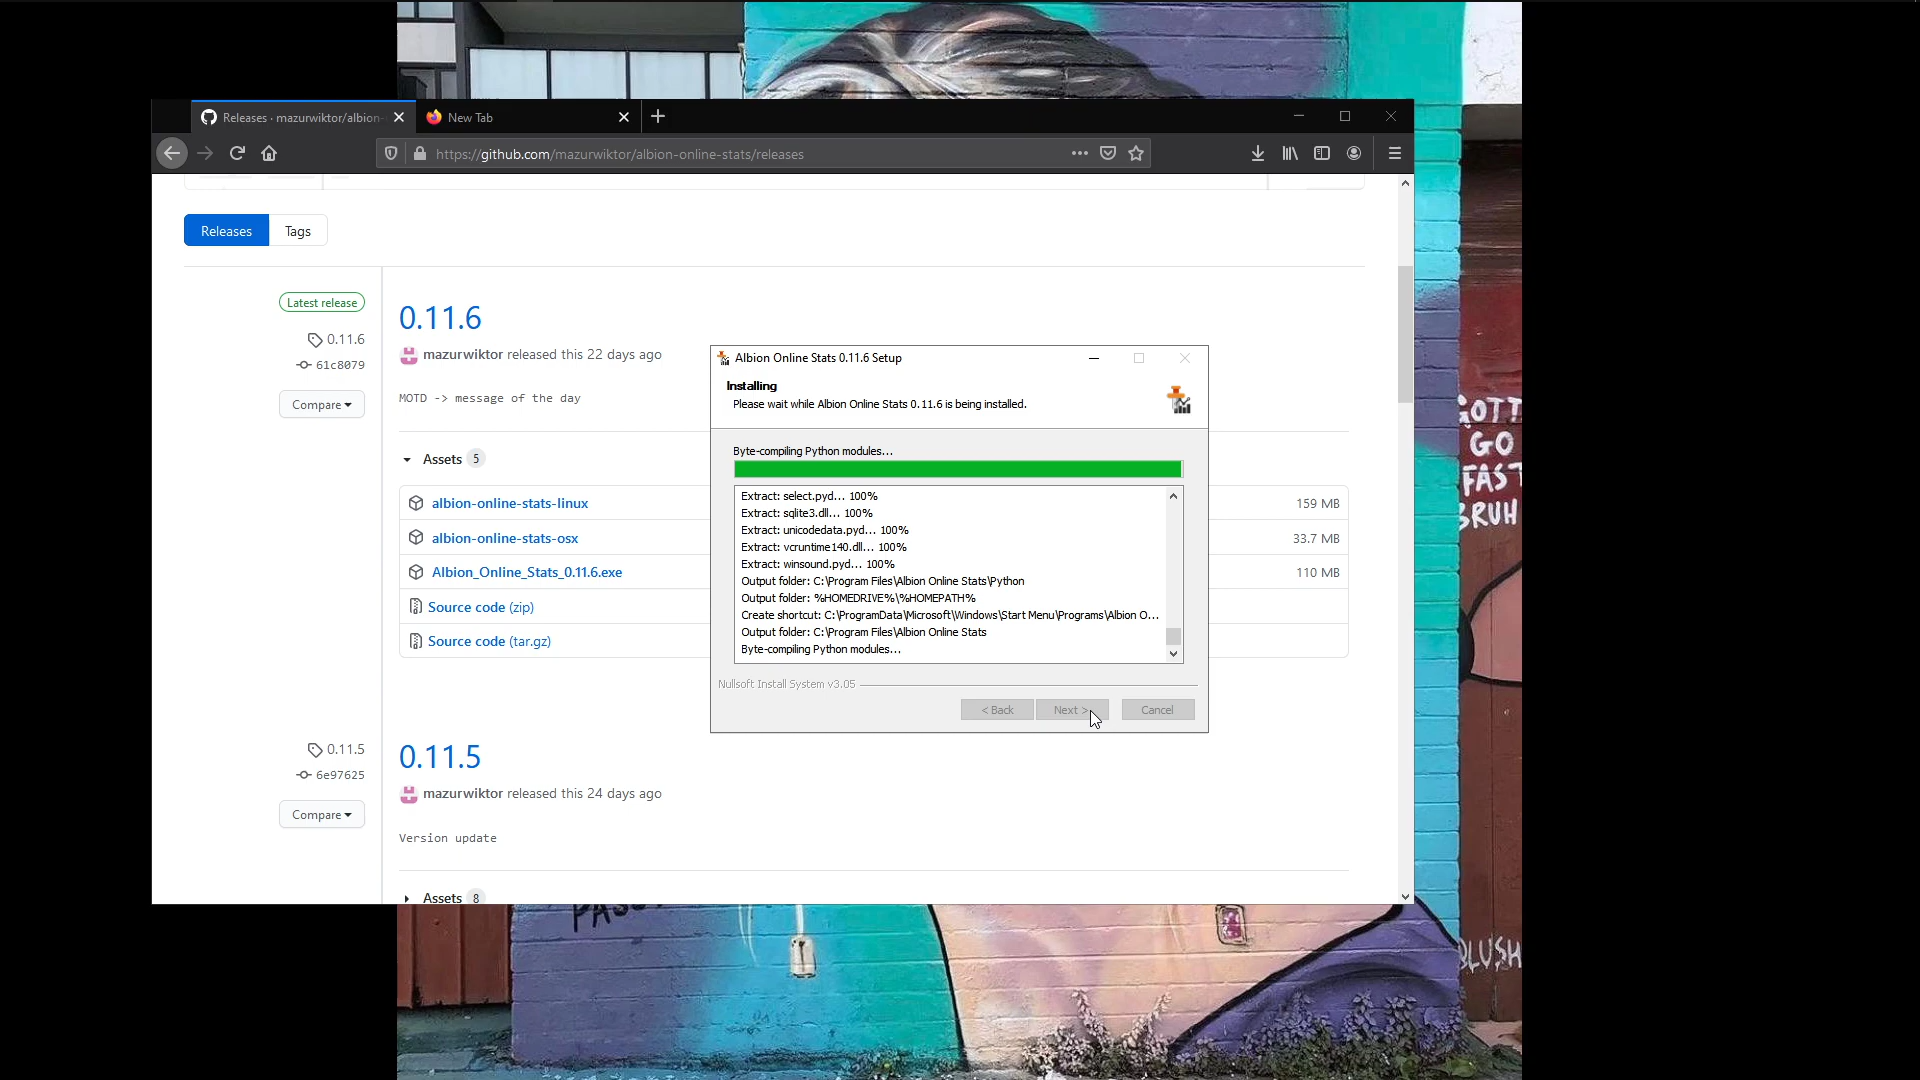 Releases · mazurwiktor/albion-
New Tab
https://github.com/mazurwiktor/albion-online-stats/releases
Releases
Tags
Latest release
0.11.6
61c8079
Compare
0.11.6
mazurwiktor released this 22 days ago
MOTD -> message of the day
Assets 5
albion-online-stats-linux
159 MB
albion-online-stats-osx
33.7 MB
Albion_Online_Stats_0.11.6.exe
110 MB
Source code (zip)
Source code (tar.gz)
0.11.5
6e97625
Compare
0.11.5
mazurwiktor released this 24 days ago
Version update
Assets 8
Albion Online Stats 0.11.6 Setup
Installing
Please wait while Albion Online Stats 0.11.6 is being installed.
Byte-compiling Python modules...
Extract: select.pyd... 100%
Extract: sqlite3.dll... 100%
Extract: unicodedata.pyd... 100%
Extract: vcruntime140.dll... 100%
Extract: winsound.pyd... 100%
Output folder: C:\Program Files\Albion Online Stats\Python
Output folder: %HOMEDRIVE%\%HOMEPATH%
Create shortcut: C:\ProgramData\Microsoft\Windows\Start Menu\Programs\Albion O...
Output folder: C:\Program Files\Albion Online Stats
Byte-compiling Python modules...
Nullsoft Install System v3.05
< Back
Next >
Cancel
GOTT
GO
FAST
BRUH